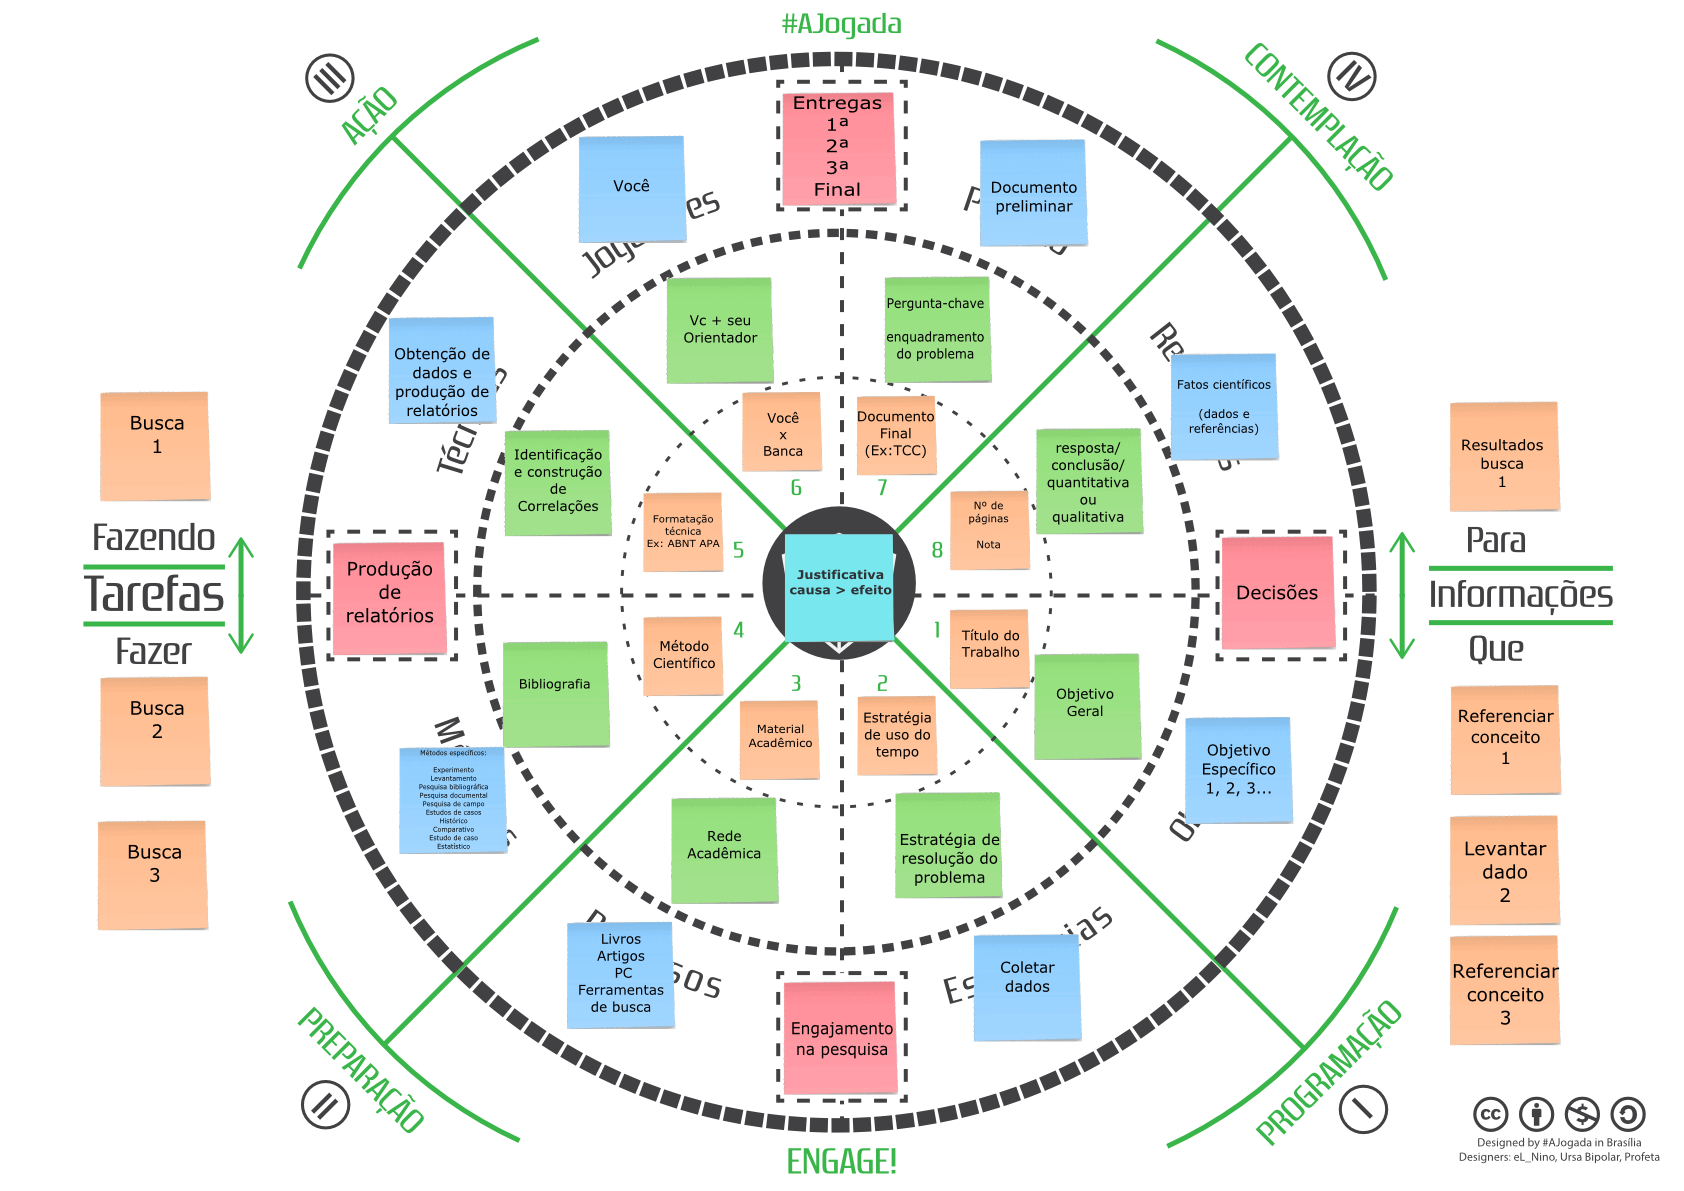 #AJogada
III
AÇÃO
IV
CONTEMPLAÇÃO
Entregas
1ª
2ª
3ª
Final
Você
Documento
preliminar
Vc + seu
Orientador
Pergunta-chave
enquadramento
do problema
Obtenção de
dados e
produção de
relatórios
Fatos científicos
(dados e
referências)
Identificação
e construção
de
Correlações
Você
x
Banca
Documento
Final
(Ex:TCC)
resposta/
conclusão/
quantitativa
ou
qualitativa
6
7
Formatação
técnica
Ex: ABNT APA
5
8
Nº de
páginas
Nota
Busca
1
Fazendo
Tarefas
Fazer
Busca
2
Busca
3
Produção
de
relatórios
Justificativa
causa > efeito
Decisões
Resultados
busca
1
Para
Informações
Que
Referenciar
conceito
1
Levantar
dado
2
Referenciar
conceito
3
Bibliografia
Método
Científico
4
3
2
1
Título do
Trabalho
Objetivo
Geral
Material
Acadêmico
Estratégia
de uso do
tempo
Métodos específicos:
Experimento
Levantamento
Pesquisa bibliográfica
Pesquisa documental
Pesquisa de campo
Estudos de casos
Histórico
Comparativo
Estudo de caso
Estatístico
Objetivo
Específico
1, 2, 3...
Rede
Acadêmica
Estratégia de
resolução do
problema
Livros
Artigos
PC
Ferramentas
de busca
Coletar
dados
Engajamento
na pesquisa
PREPARAÇÃO
II
PROGRAMAÇÃO
I
ENGAGE!
cc
Designed by #AJogada in Brasília
Designers: eL_Nino, Ursa Bipolar, Profeta